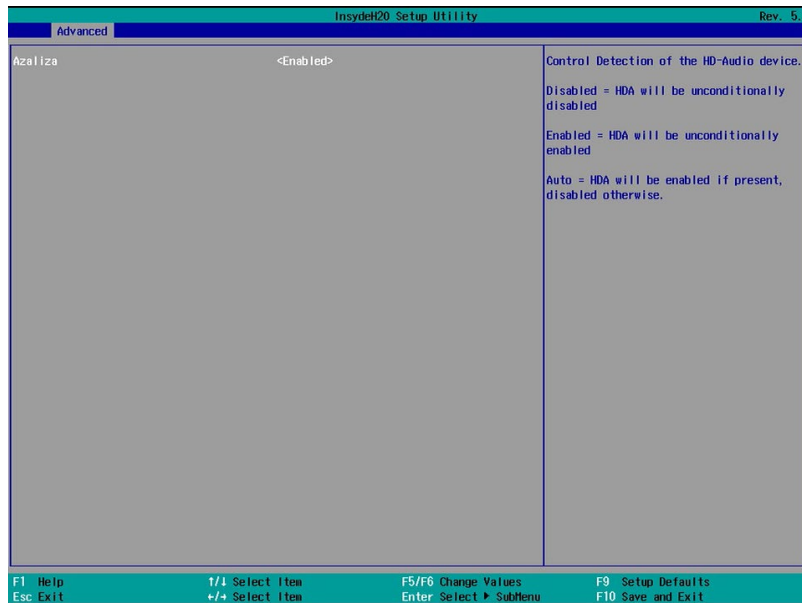 InsydeH20 Setup Utility Rev. 5.
Advanced
Azaliza <Enabled>
Control Detection of the HD-Audio device.
Disabled = HDA will be unconditionally
disabled
Enabled = HDA will be unconditionally
enabled
Auto = HDA will be enabled if present,
disabled otherwise.
F1 Help ↑/↓ Select Item F5/F6 Change Values F9 Setup Defaults
Esc Exit ←/→ Select Item Enter Select ▶ SubMenu F10 Save and Exit